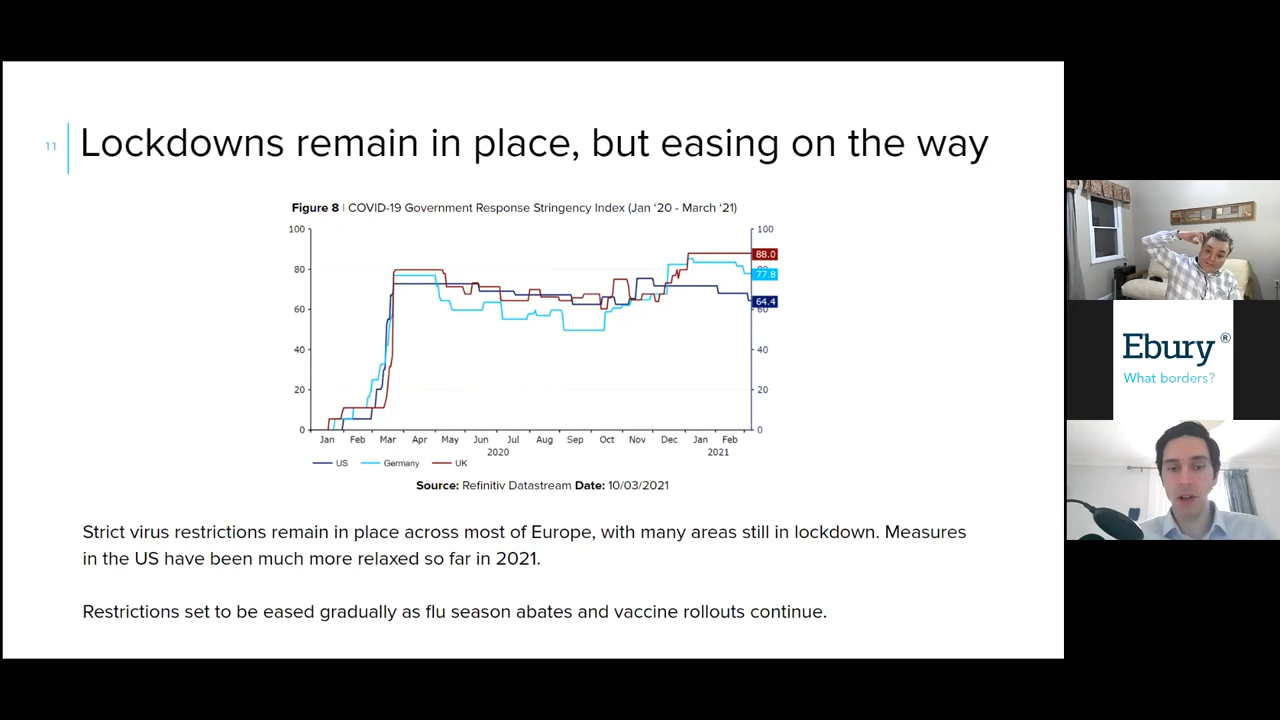 11
Lockdowns remain in place, but easing on the way
Figure 8 | COVID-19 Government Response Stringency Index (Jan '20 - March '21)
100 100
80 80
60 60
40 40
20 20
0 0
88.0
77.8
64.4
Jan Feb Mar Apr May Jun Jul Aug Sep Oct Nov Dec Jan Feb
2020 2021
US Germany UK
Source: Refinitiv Datastream Date: 10/03/2021
Strict virus restrictions remain in place across most of Europe, with many areas still in lockdown. Measures
in the US have been much more relaxed so far in 2021.
Restrictions set to be eased gradually as flu season abates and vaccine rollouts continue.
Ebury ®
What borders?